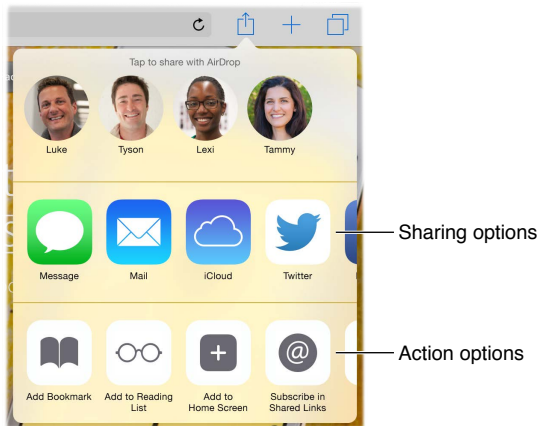 Tap to share with AirDrop
Luke
Tyson
Lexi
Tammy
Message
Mail
iCloud
Twitter
Sharing options
Add Bookmark
Add to Reading
List
Add to
Home Screen
Subscribe in
Shared Links
Action options